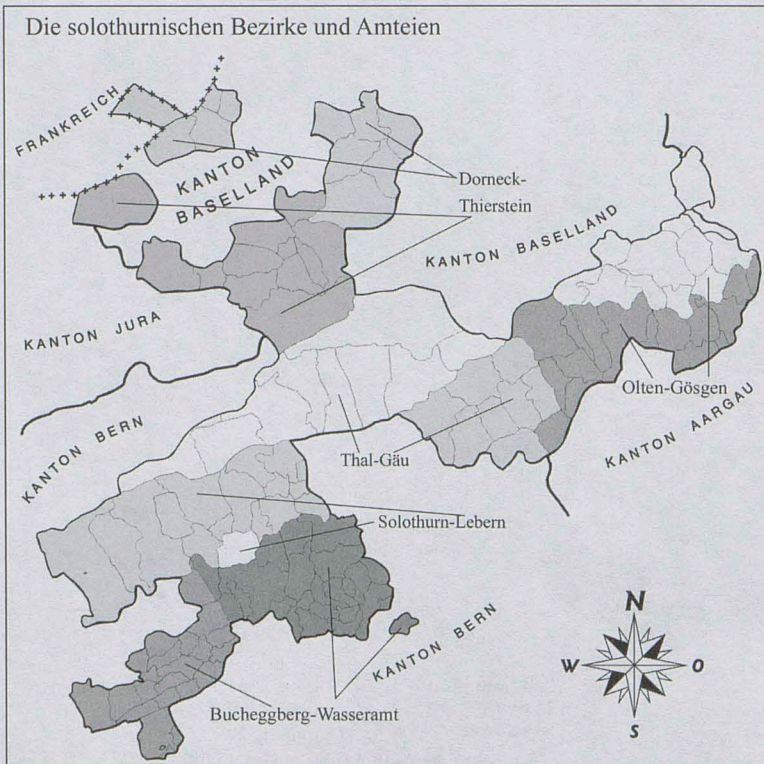 Die solothurnischen Bezirke und Amteien
FRANKREICH
KANTON
BASELLAND
Dorneck-
Thierstein
KANTON BASELLAND
KANTON JURA
Olten-Gösgen
KANTON AARGAU
KANTON BERN
Thal-Gäu
Solothurn-Lebern
KANTON BERN
Bucheggberg-Wasseramt
N
W
O
S